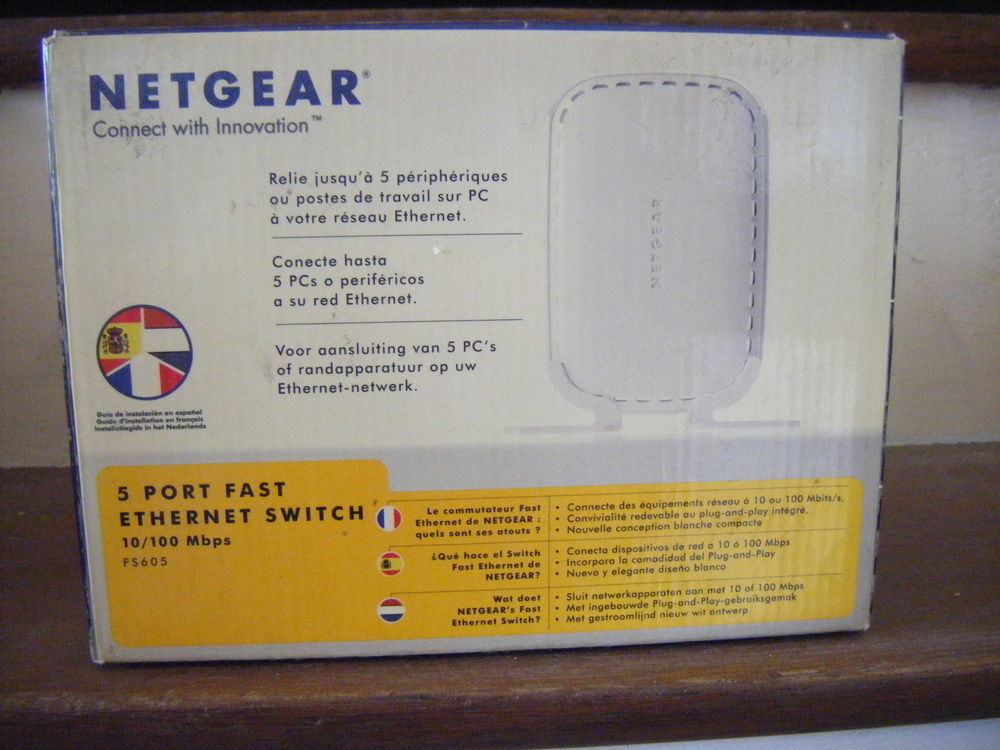 NETGEAR®
Connect with Innovation™
Relie jusqu'à 5 périphériques
ou postes de travail sur PC
à votre réseau Ethernet.
Conecte hasta
5 PCs o periféricos
a su red Ethernet.
Voor aansluiting van 5 PC's
of randapparatuur op uw
Ethernet-netwerk.
NETGEAR
Guía de instalación en español
Guide d'installation en français
Installatiegids in het Nederlands
5 PORT FAST
ETHERNET SWITCH
10/100 Mbps
FS605
Le commutateur Fast
Ethernet de NETGEAR :
quels sont ses atouts ?
• Connecte des équipements réseau à 10 ou 100 Mbits/s.
• Convivialité redevable au plug-and-play intégré.
• Nouvelle conception blanche compacte
¿Qué hace el Switch
Fast Ethernet de
NETGEAR?
• Conecta dispositivos de red a 10 ó 100 Mbps
• Incorpora la comodidad del Plug-and-Play
• Nuevo y elegante diseño blanco
Wat doet
NETGEAR's Fast
Ethernet Switch?
• Sluit netwerkapparaten aan met 10 of 100 Mbps
• Met ingebouwde Plug-and-Play-gebruiksgemak
• Met gestroomlijnd nieuw wit ontwerp